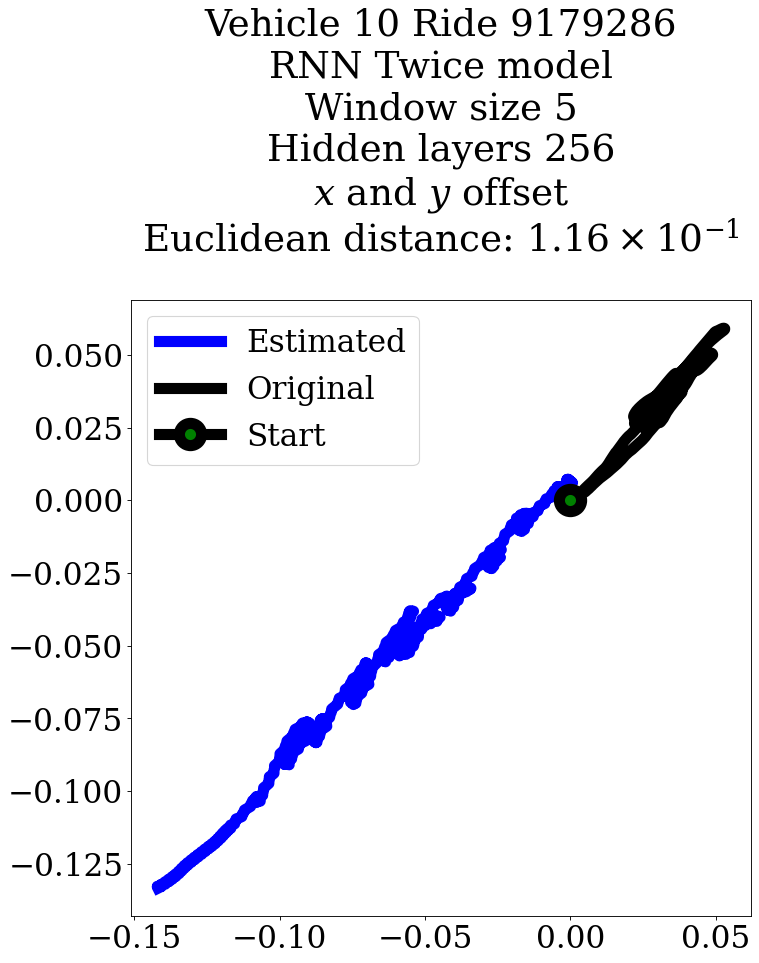 Vehicle 10 Ride 9179286
RNN Twice model
Window size 5
Hidden layers 256
x and y offset
Euclidean distance: 1.16 × 10⁻¹
Estimated
Original
Start
0.050
0.025
0.000
−0.025
−0.050
−0.075
−0.100
−0.125
−0.15 −0.10 −0.05 0.00 0.05